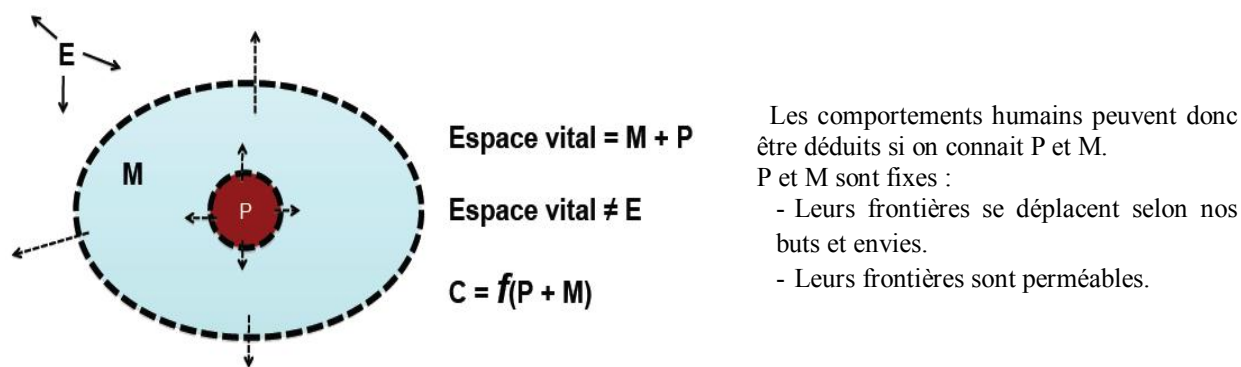 E
M
P
Espace vital = M + P
Espace vital ≠ E
C = f(P + M)
Les comportements humains peuvent donc
être déduits si on connait P et M.
P et M sont fixes :
- Leurs frontières se déplacent selon nos
buts et envies.
- Leurs frontières sont perméables.